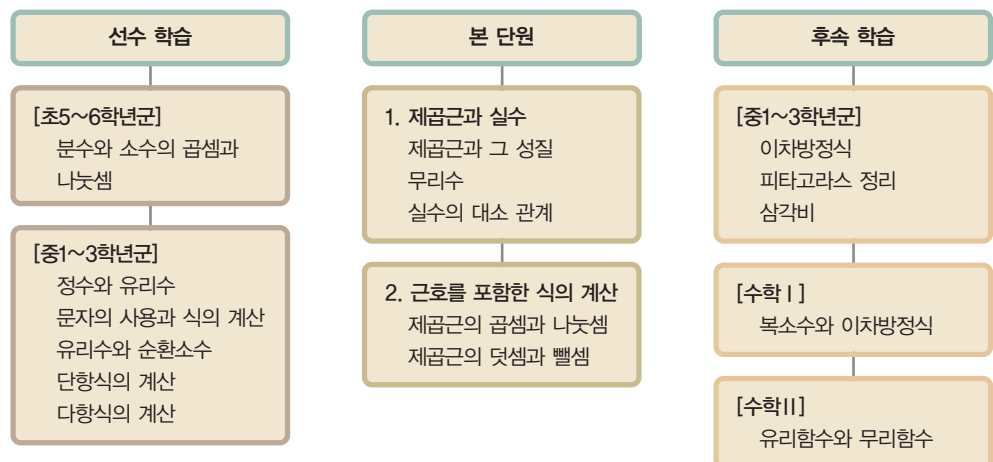 선수 학습
[초5~6학년군]
분수와 소수의 곱셈과
나눗셈
[중1~3학년군]
정수와 유리수
문자의 사용과 식의 계산
유리수와 순환소수
단항식의 계산
다항식의 계산
본 단원
1. 제곱근과 실수
제곱근과 그 성질
무리수
실수의 대소 관계
2. 근호를 포함한 식의 계산
제곱근의 곱셈과 나눗셈
제곱근의 덧셈과 뺄셈
후속 학습
[중1~3학년군]
이차방정식
피타고라스 정리
삼각비
[수학 I ]
복소수와 이차방정식
[수학II]
유리함수와 무리함수